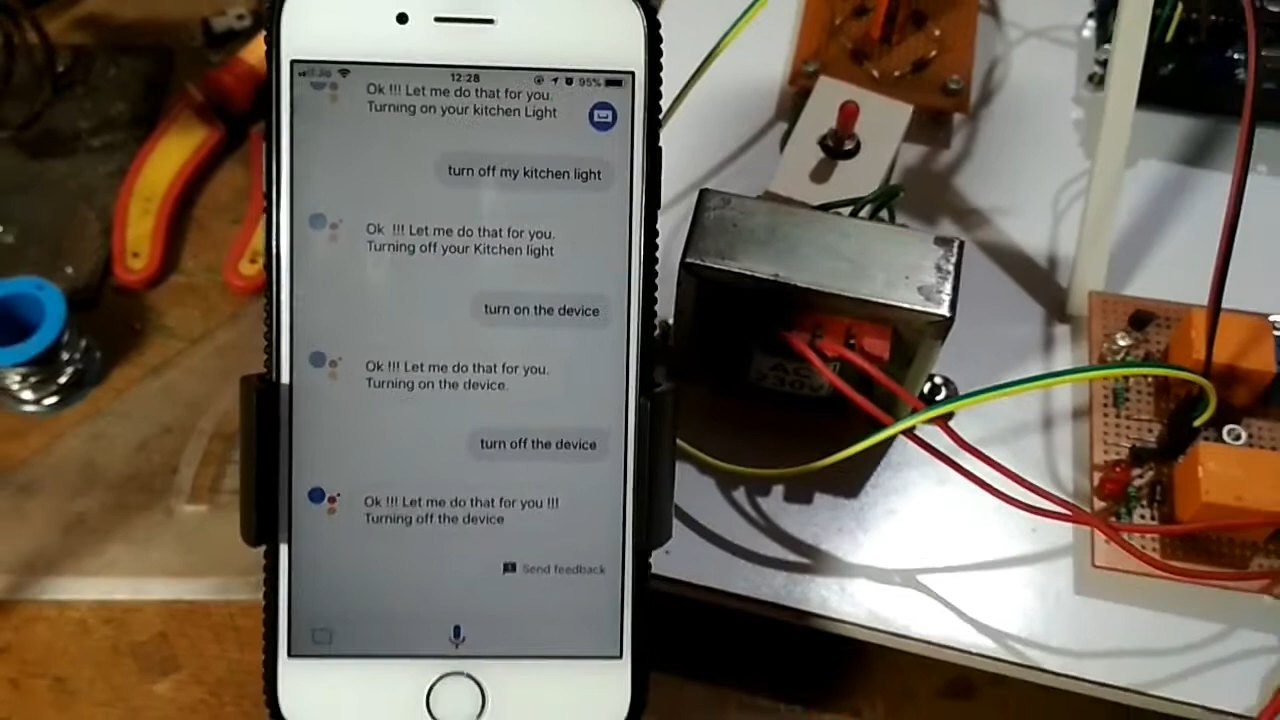 Jio 12:28 95%
Ok !!! Let me do that for you.
Turning on your kitchen Light
turn off my kitchen light
Ok !!! Let me do that for you.
Turning off your Kitchen light
turn on the device
Ok !!! Let me do that for you.
Turning on the device.
turn off the device
Ok !!! Let me do that for you !!!
Turning off the device
Send feedback
AC
230V